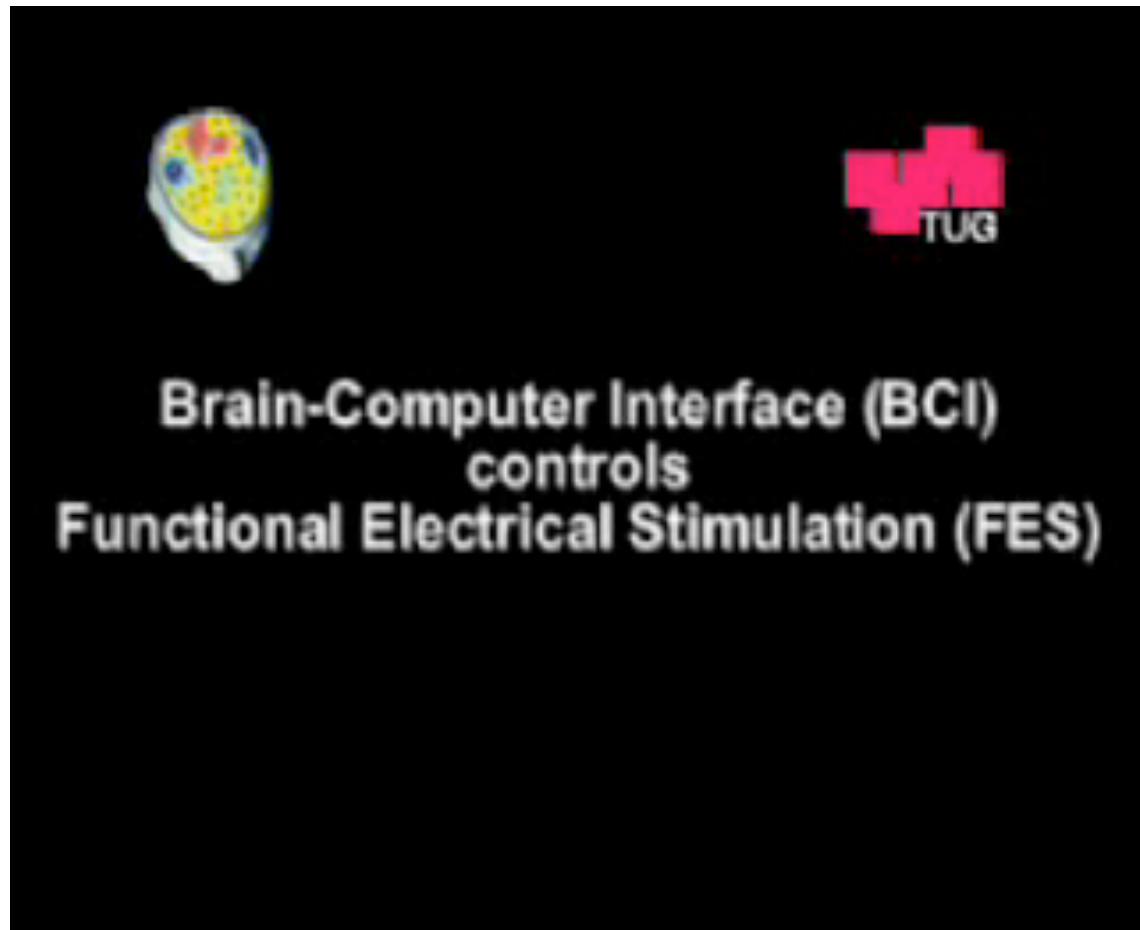 TUG
Brain-Computer Interface (BCI)
controls
Functional Electrical Stimulation (FES)